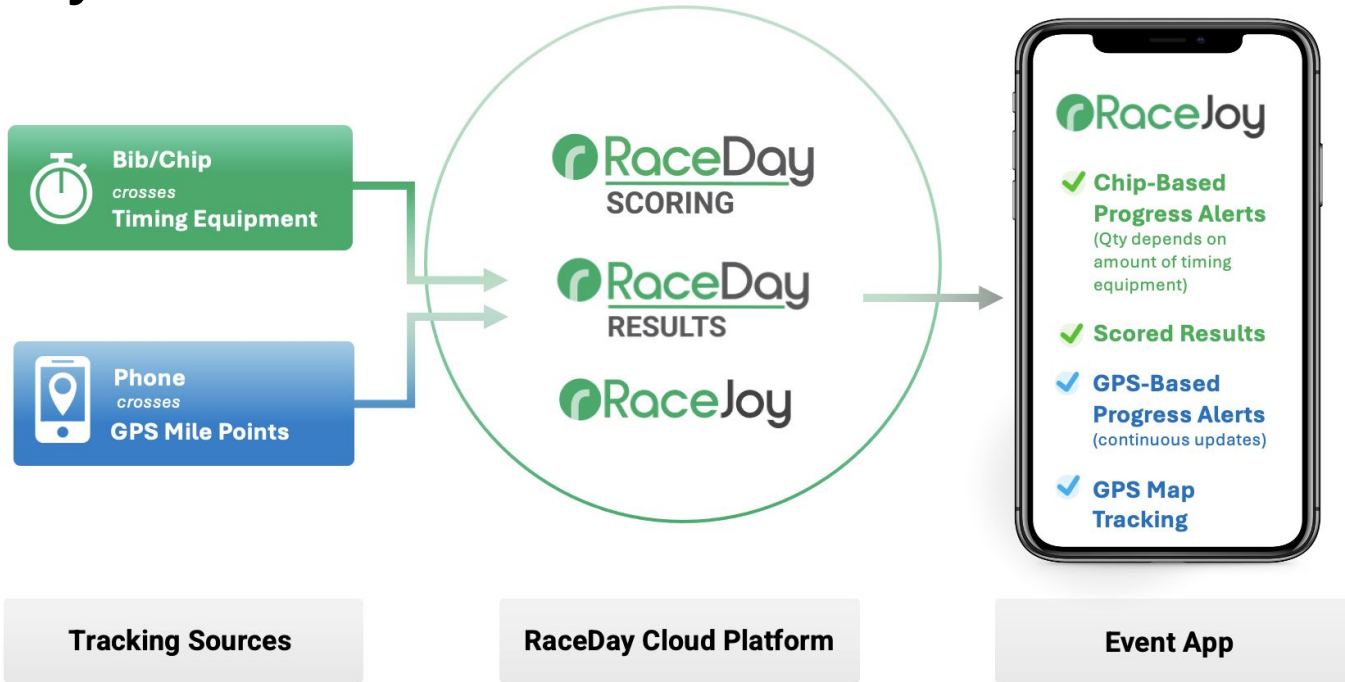 Bib/Chip
crosses
Timing Equipment
Phone
crosses
GPS Mile Points
RaceDay
SCORING
RaceDay
RESULTS
RaceJoy
RaceJoy
Chip-Based
Progress Alerts
(Qty depends on
amount of timing
equipment)
Scored Results
GPS-Based
Progress Alerts
(continuous updates)
GPS Map
Tracking
Tracking Sources
RaceDay Cloud Platform
Event App